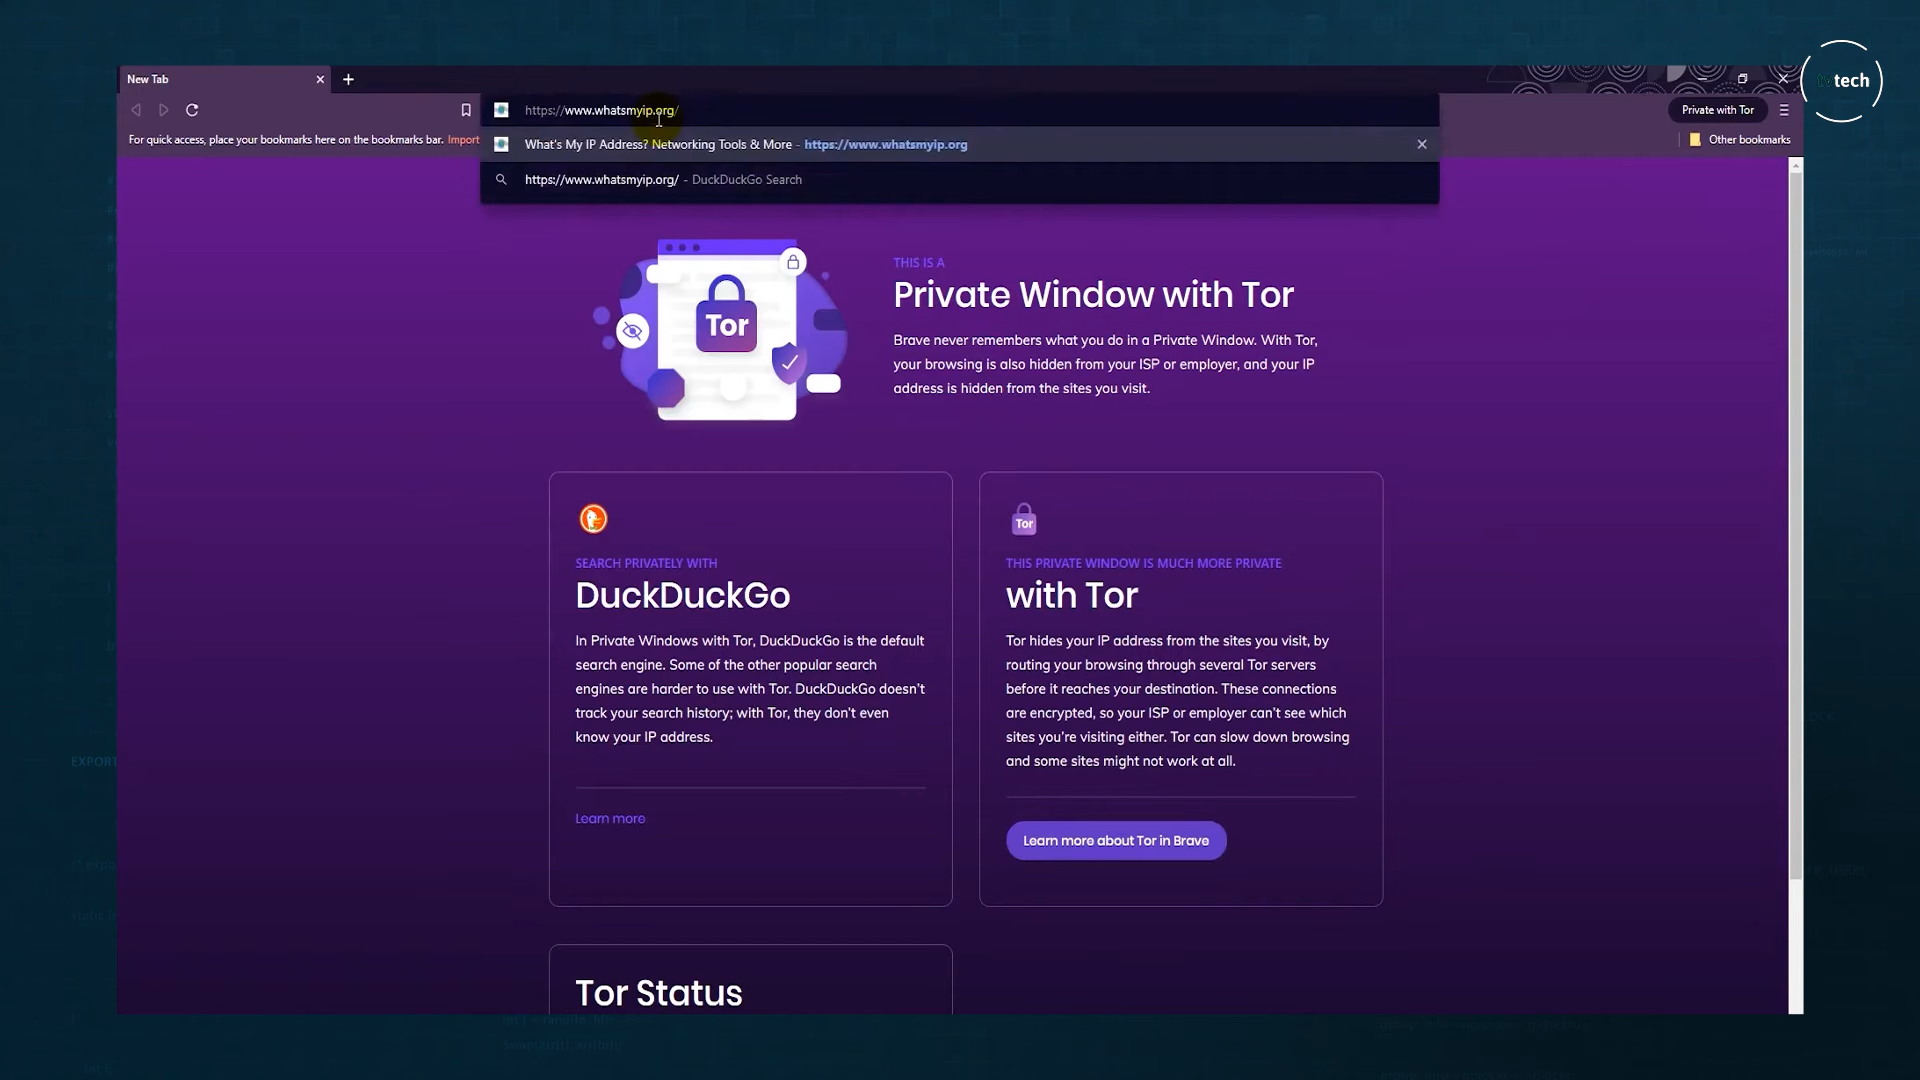 New Tab
tvtech
https://www.whatsmyip.org/
Private with Tor
For quick access, place your bookmarks here on the bookmarks bar. Import
What's My IP Address? Networking Tools & More - https://www.whatsmyip.org
Other bookmarks
https://www.whatsmyip.org/ - DuckDuckGo Search
Tor
THIS IS A
Private Window with Tor
Brave never remembers what you do in a Private Window. With Tor,
your browsing is also hidden from your ISP or employer, and your IP
address is hidden from the sites you visit.
SEARCH PRIVATELY WITH
DuckDuckGo
In Private Windows with Tor, DuckDuckGo is the default
search engine. Some of the other popular search
engines are harder to use with Tor. DuckDuckGo doesn't
track your search history; with Tor, they don't even
know your IP address.
Learn more
Tor
THIS PRIVATE WINDOW IS MUCH MORE PRIVATE
with Tor
Tor hides your IP address from the sites you visit, by
routing your browsing through several Tor servers
before it reaches your destination. These connections
are encrypted, so your ISP or employer can't see which
sites you're visiting either. Tor can slow down browsing
and some sites might not work at all.
Learn more about Tor in Brave
Tor Status
EXPORT